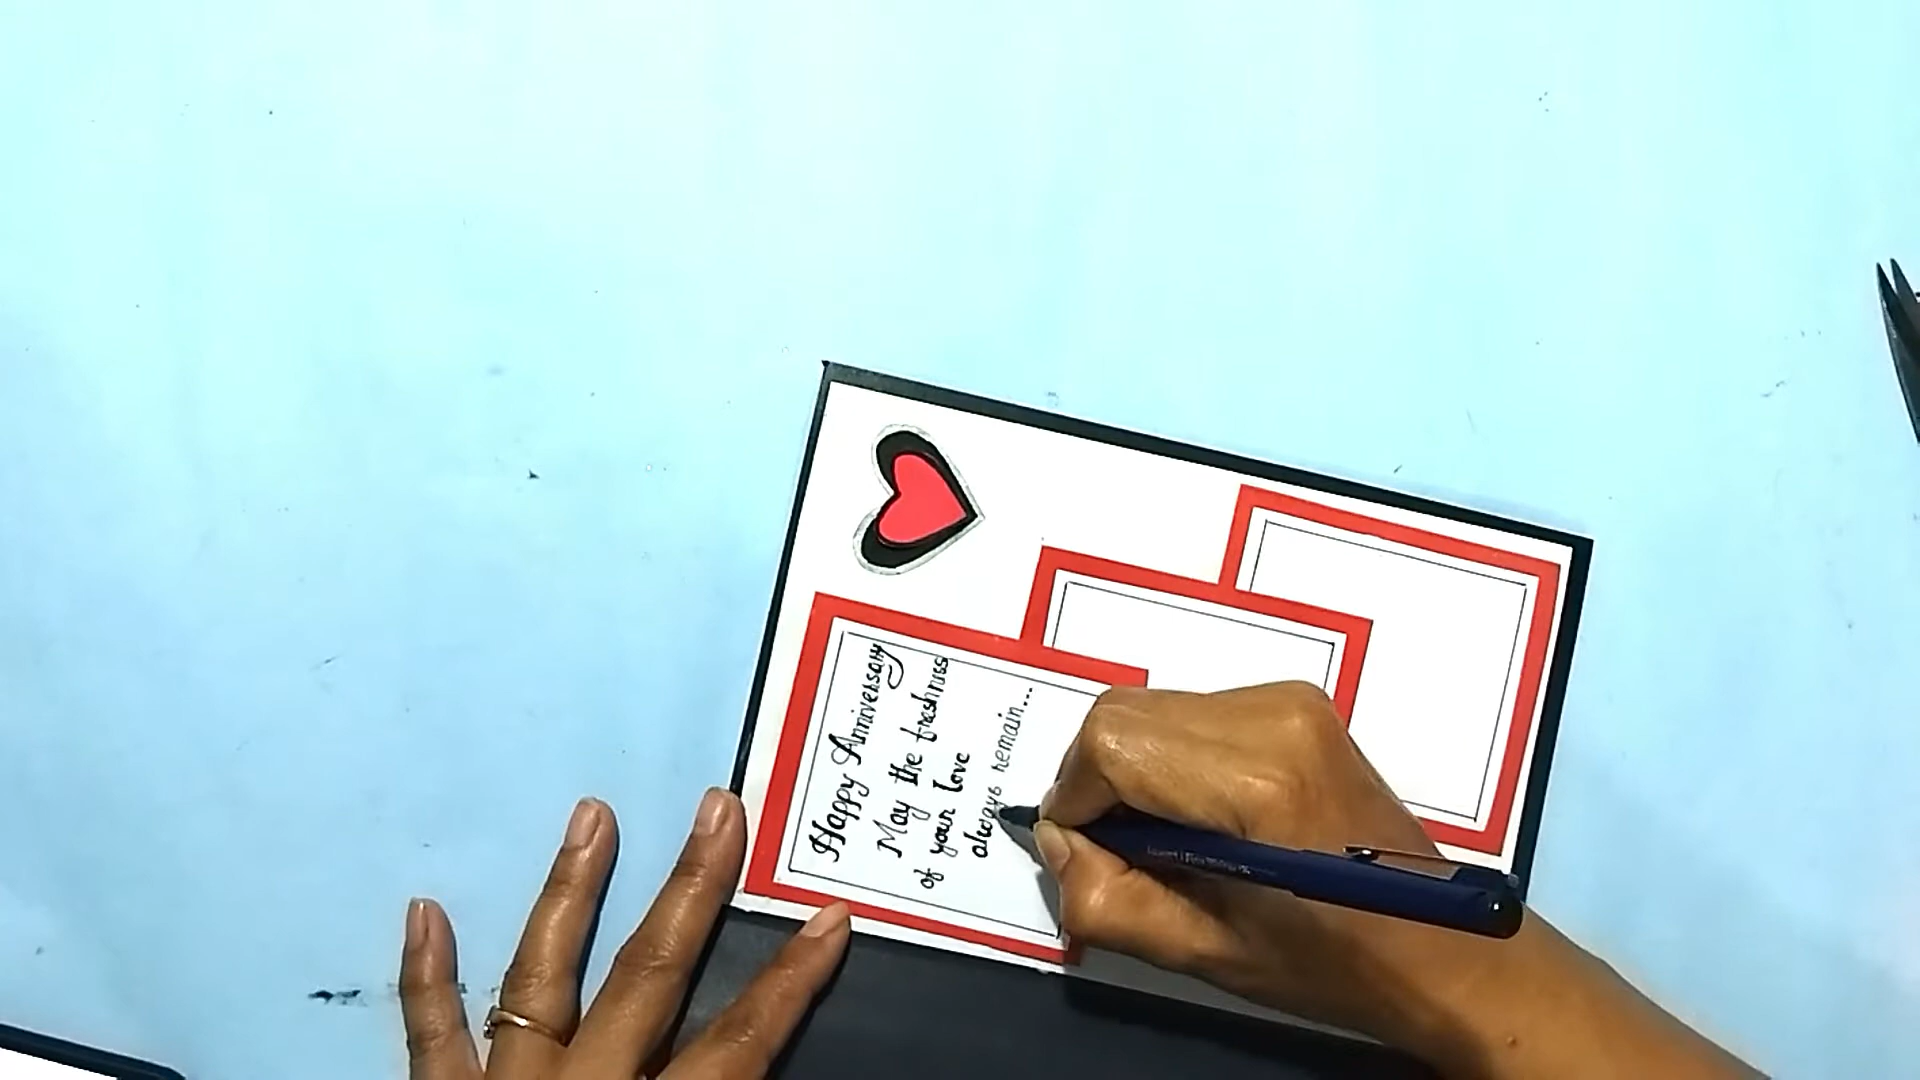 Happy Anniversary
May the freshness
of your love
always remain...